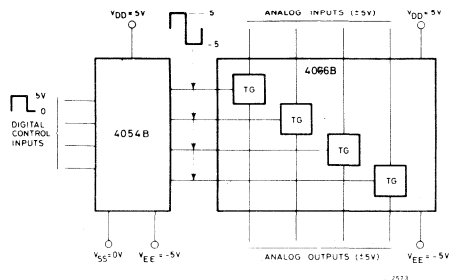 VDD = 5V
5
-5
ANALOG INPUTS (±5V)
VDD = 5V
5V
0
DIGITAL
CONTROL
INPUTS
4054B
4066B
TG
TG
TG
TG
VSS=0V
VEE = -5V
ANALOG OUTPUTS (±5V)
VEE = -5V
2573